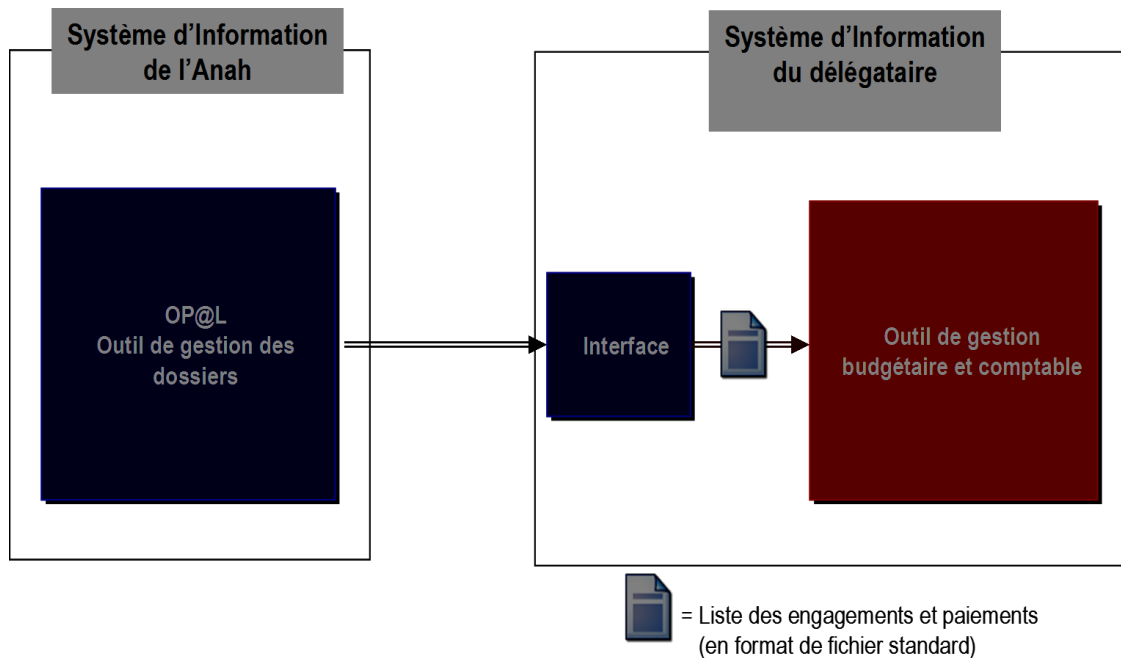 Système d’Information
de l’Anah
Système d’Information
du délégataire
OP@L
Outil de gestion des
dossiers
Interface
Outil de gestion
budgétaire et comptable
= Liste des engagements et paiements
(en format de fichier standard)